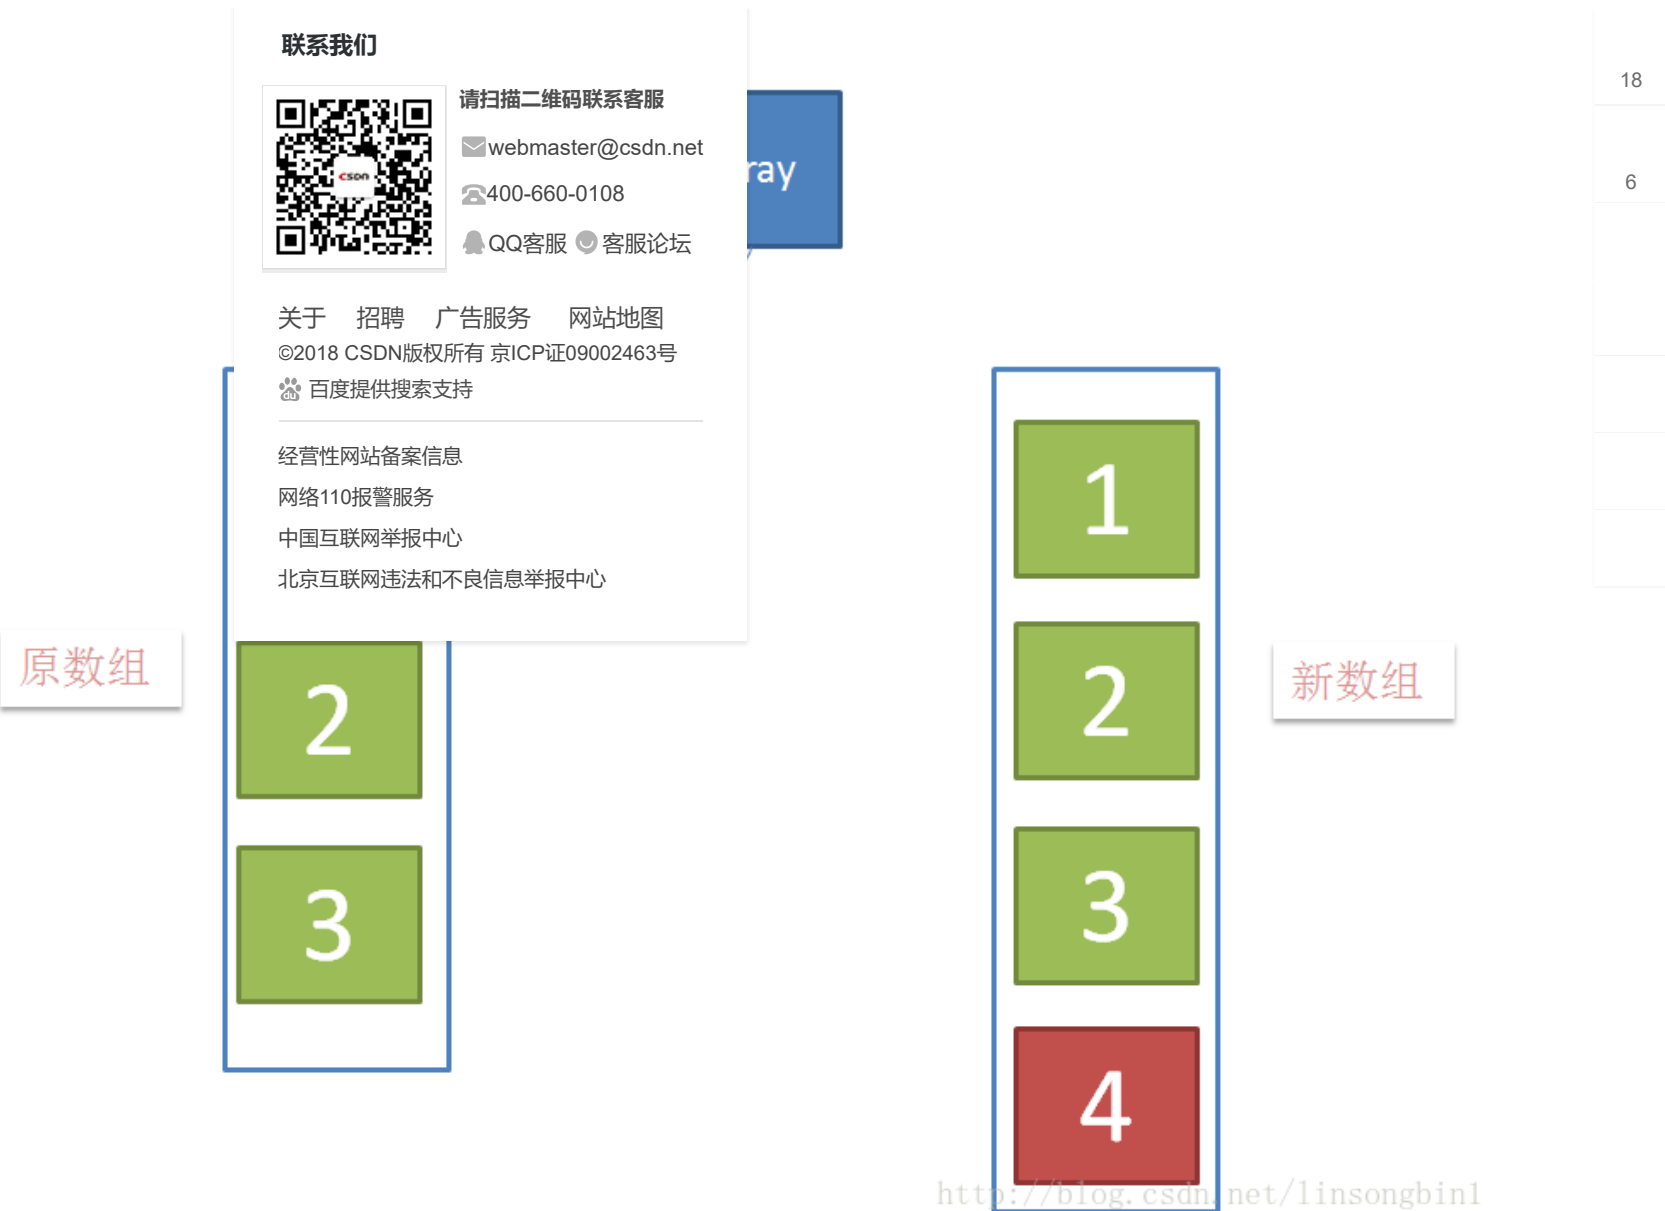 联系我们
请扫描二维码联系客服
webmaster@csdn.net
400-660-0108
QQ客服 客服论坛
关于 招聘 广告服务 网站地图
©2018 CSDN版权所有 京ICP证09002463号
百度提供搜索支持
经营性网站备案信息
网络110报警服务
中国互联网举报中心
北京互联网违法和不良信息举报中心
CSDN
ray
18
6
原数组
2
3
1
2
3
4
新数组
http://blog.csdn.net/linsongbin1